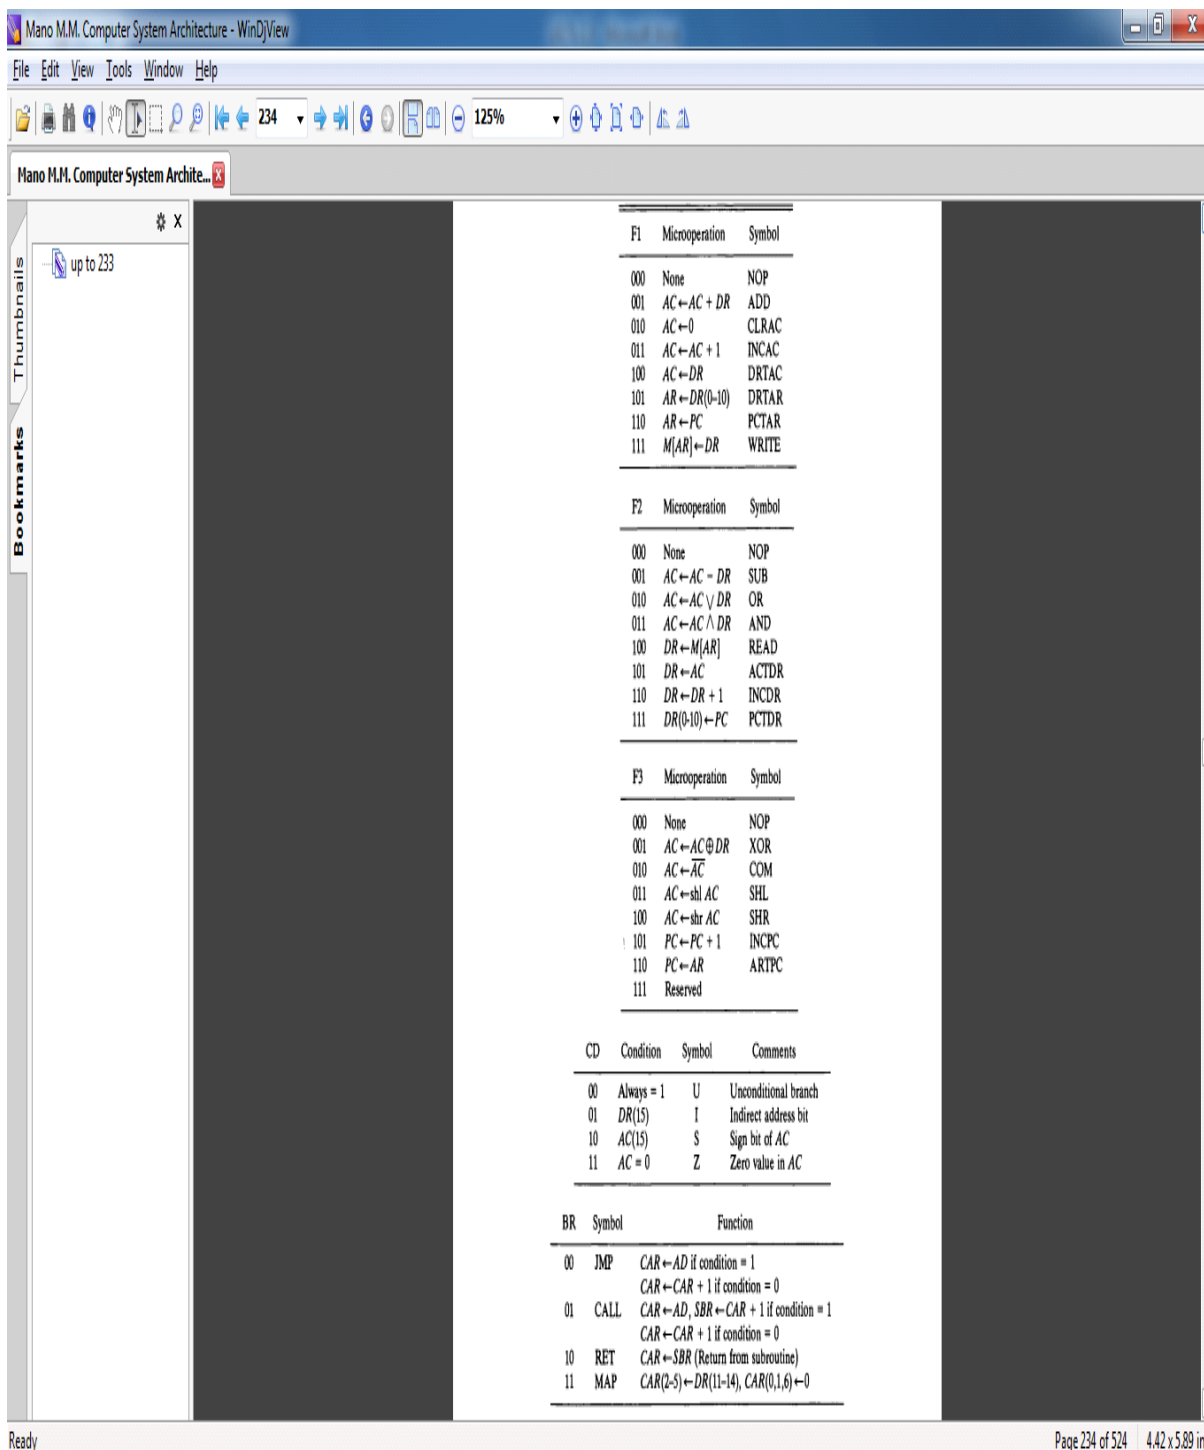 Mano M.M. Computer System Architecture - WinDjView
File Edit View Tools Window Help
234 125%
Mano M.M. Computer System Archite...
Thumbnails
Bookmarks
up to 233
F1 Microoperation Symbol
000 None NOP
001 AC←AC + DR ADD
010 AC←0 CLRAC
011 AC←AC + 1 INCAC
100 AC←DR DRTAC
101 AR←DR(0–10) DRTAR
110 AR←PC PCTAR
111 M[AR]←DR WRITE
F2 Microoperation Symbol
000 None NOP
001 AC←AC – DR SUB
010 AC←AC ∨ DR OR
011 AC←AC ∧ DR AND
100 DR←M[AR] READ
101 DR←AC ACTDR
110 DR←DR + 1 INCDR
111 DR(0-10)←PC PCTDR
F3 Microoperation Symbol
000 None NOP
001 AC←AC⊕DR XOR
010 AC←A̅C̅ COM
011 AC←shl AC SHL
100 AC←shr AC SHR
101 PC←PC + 1 INCPC
110 PC←AR ARTPC
111 Reserved
CD Condition Symbol Comments
00 Always = 1 U Unconditional branch
01 DR(15) I Indirect address bit
10 AC(15) S Sign bit of AC
11 AC = 0 Z Zero value in AC
BR Symbol Function
00 JMP CAR←AD if condition = 1
CAR←CAR + 1 if condition = 0
01 CALL CAR←AD, SBR←CAR + 1 if condition = 1
CAR←CAR + 1 if condition = 0
10 RET CAR←SBR (Return from subroutine)
11 MAP CAR(2–5)←DR(11–14), CAR(0,1,6)←0
Ready Page 234 of 524 4.42 x 5.89 in